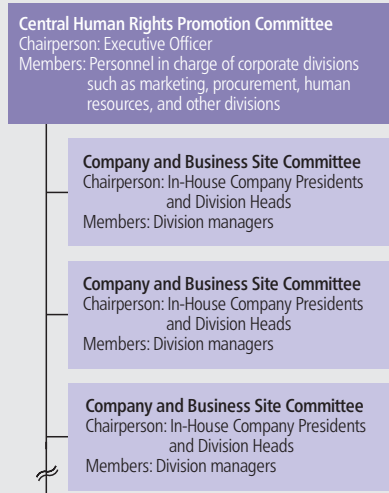 Central Human Rights Promotion Committee
Chairperson: Executive Officer
Members: Personnel in charge of corporate divisions
such as marketing, procurement, human
resources, and other divisions
Company and Business Site Committee
Chairperson: In-House Company Presidents
and Division Heads
Members: Division managers
Company and Business Site Committee
Chairperson: In-House Company Presidents
and Division Heads
Members: Division managers
Company and Business Site Committee
Chairperson: In-House Company Presidents
and Division Heads
Members: Division managers